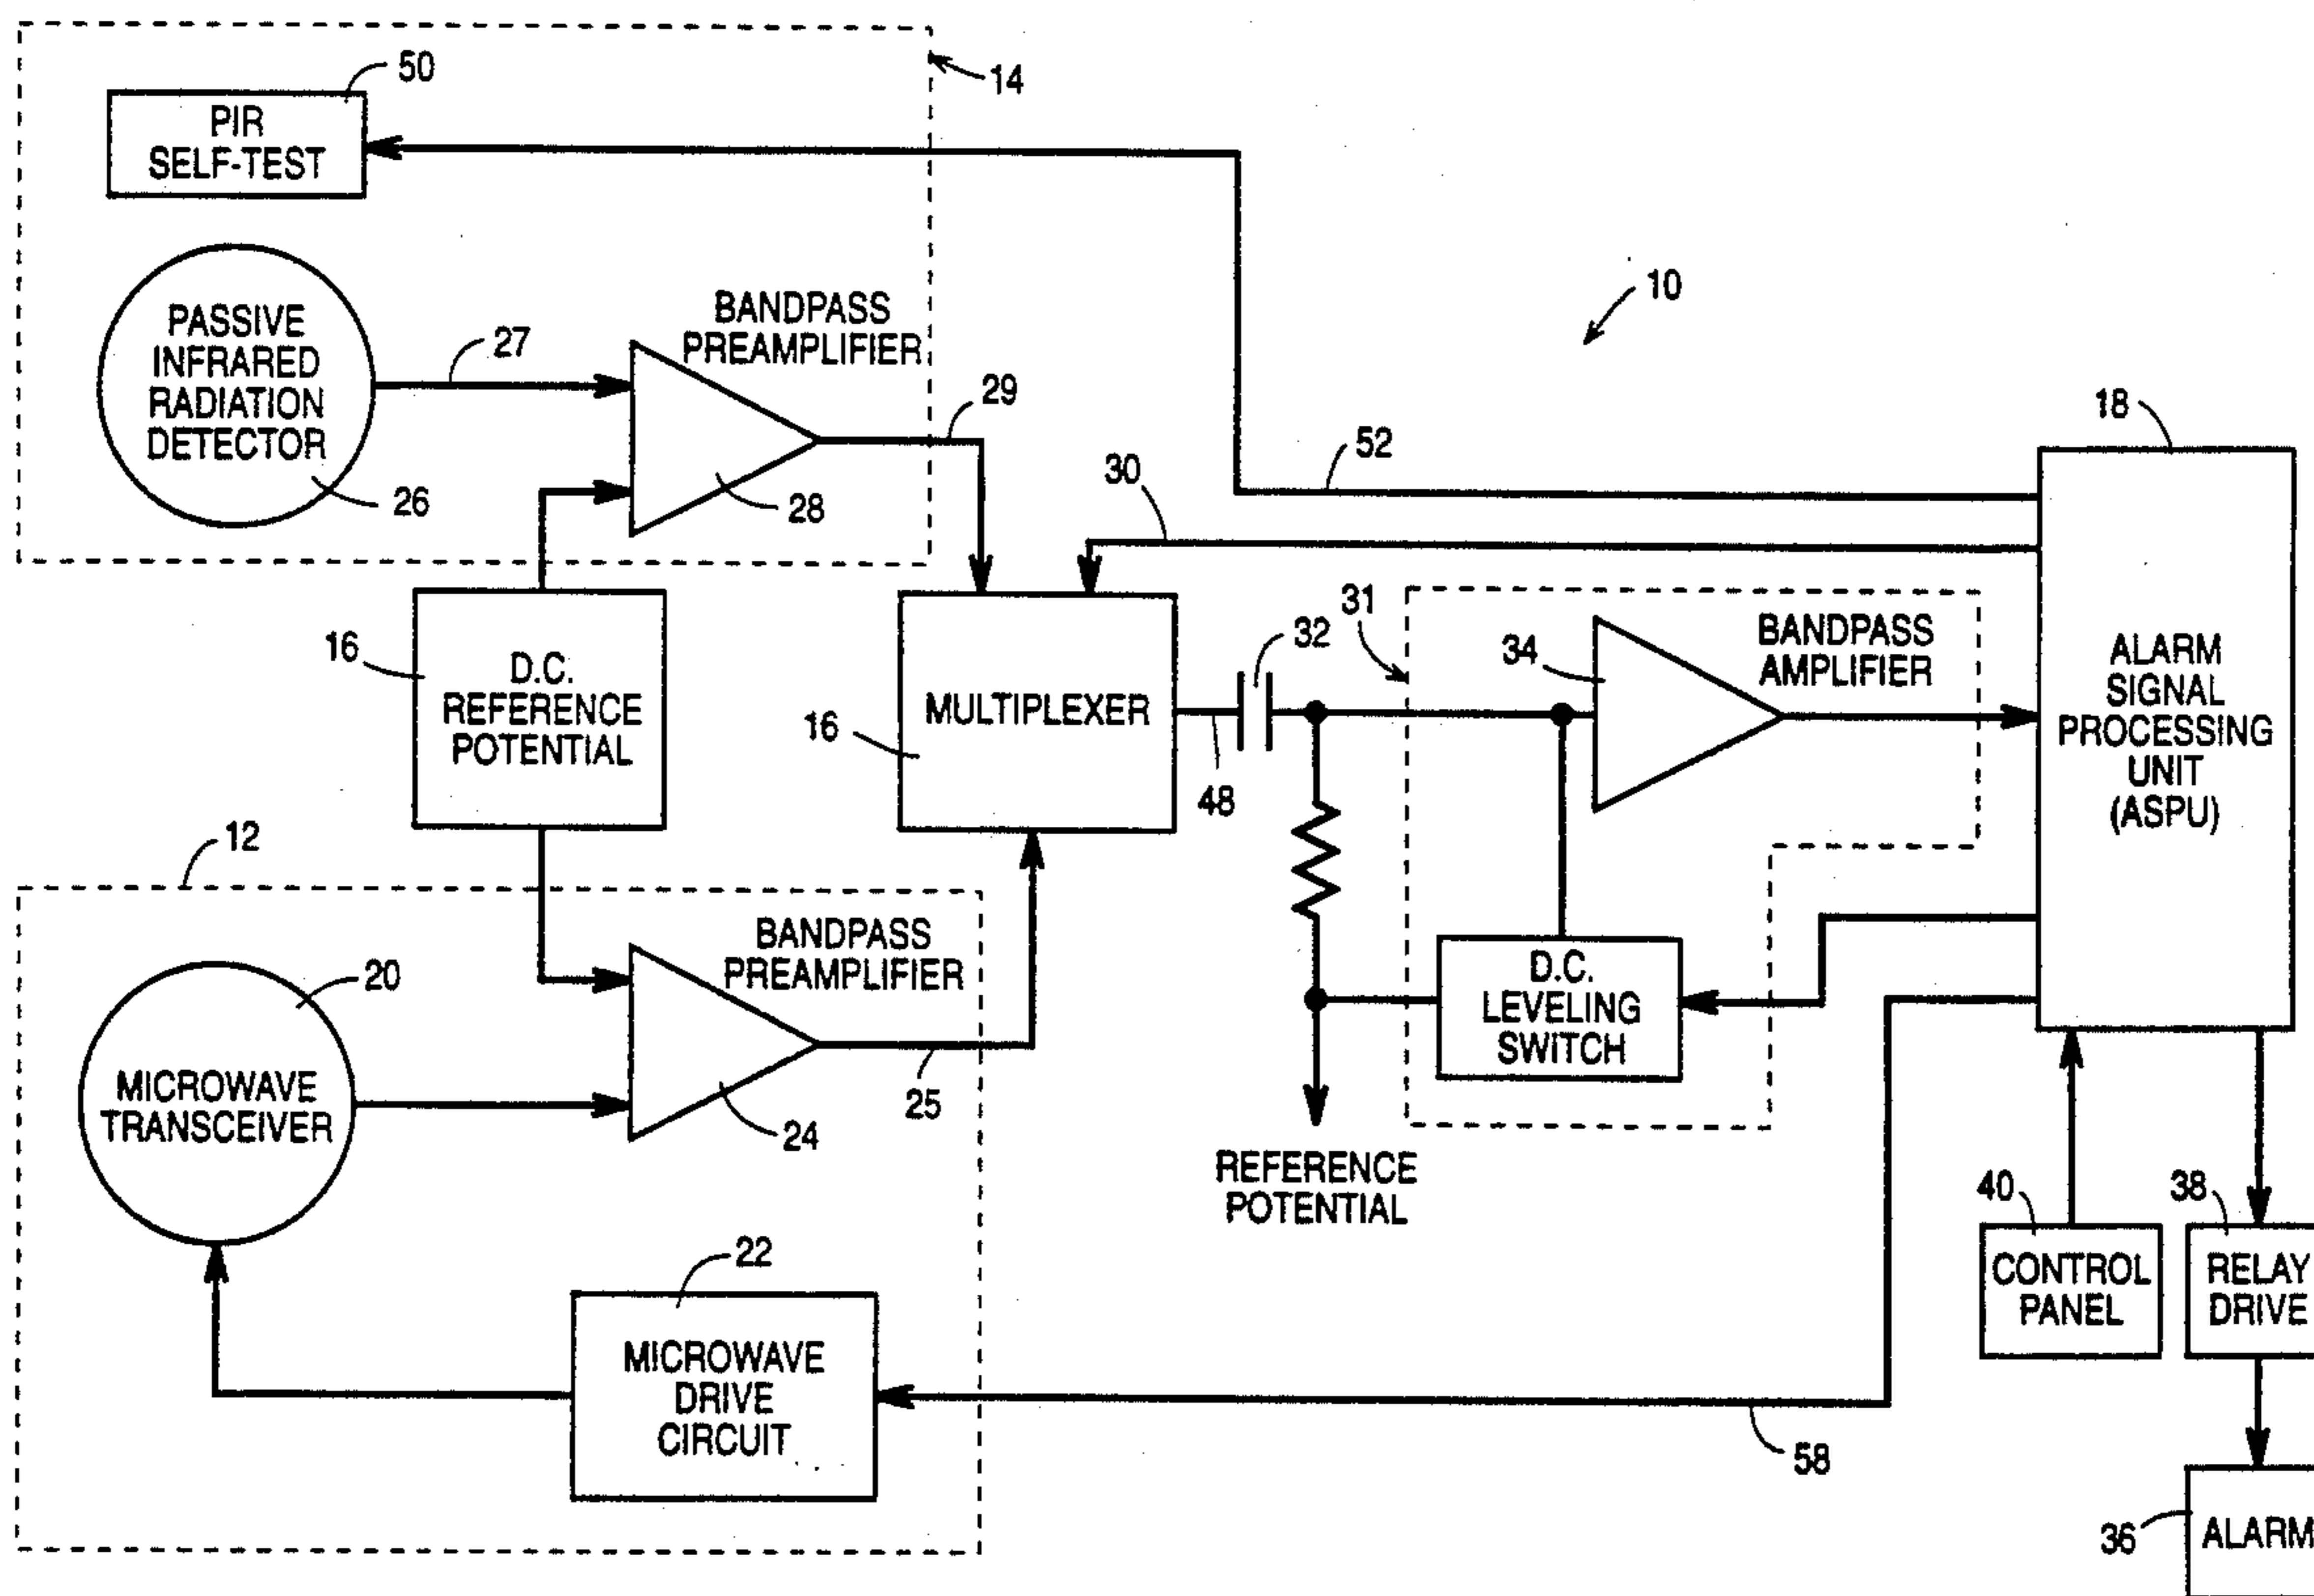 50
PIR
SELF-TEST
14
PASSIVE
INFRARED
RADIATION
DETECTOR
26
27
BANDPASS
PREAMPLIFIER
28
29
10
18
52
30
16
D.C.
REFERENCE
POTENTIAL
16
MULTIPLEXER
48
32
31
34
BANDPASS
AMPLIFIER
ALARM
SIGNAL
PROCESSING
UNIT
(ASPU)
12
20
MICROWAVE
TRANSCEIVER
BANDPASS
PREAMPLIFIER
24
25
D.C.
LEVELING
SWITCH
REFERENCE
POTENTIAL
22
MICROWAVE
DRIVE
CIRCUIT
58
40
CONTROL
PANEL
38
RELAY
DRIVE
36
ALARM